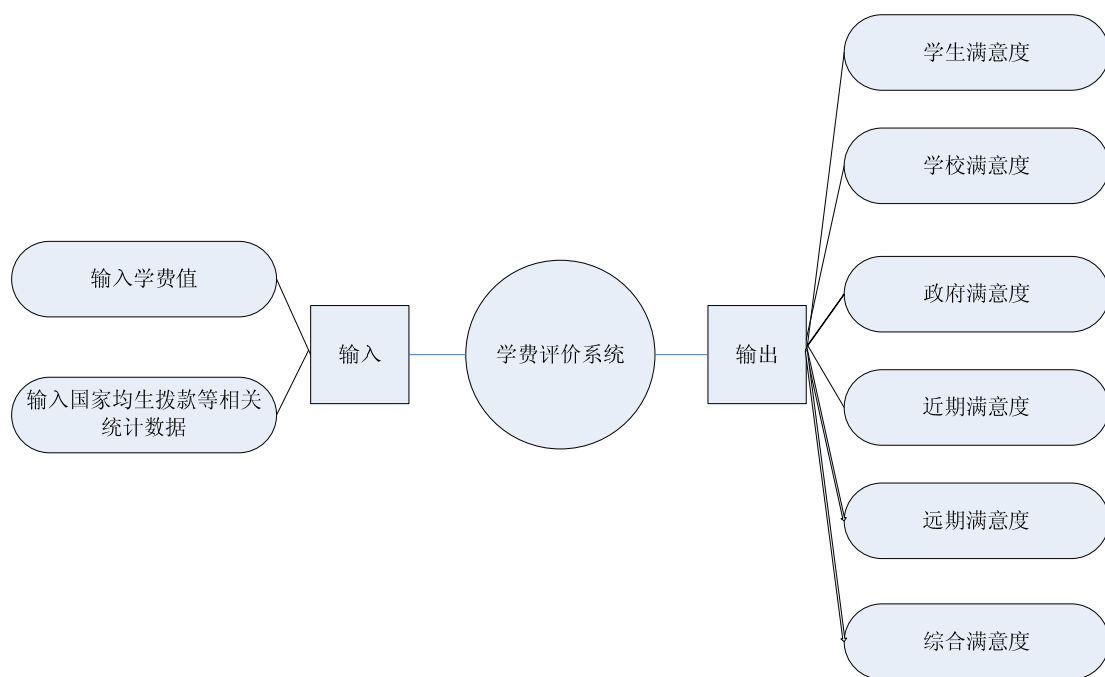 输入学费值
输入国家均生拨款等相关
统计数据
输入
学费评价系统
输出
学生满意度
学校满意度
政府满意度
近期满意度
远期满意度
综合满意度